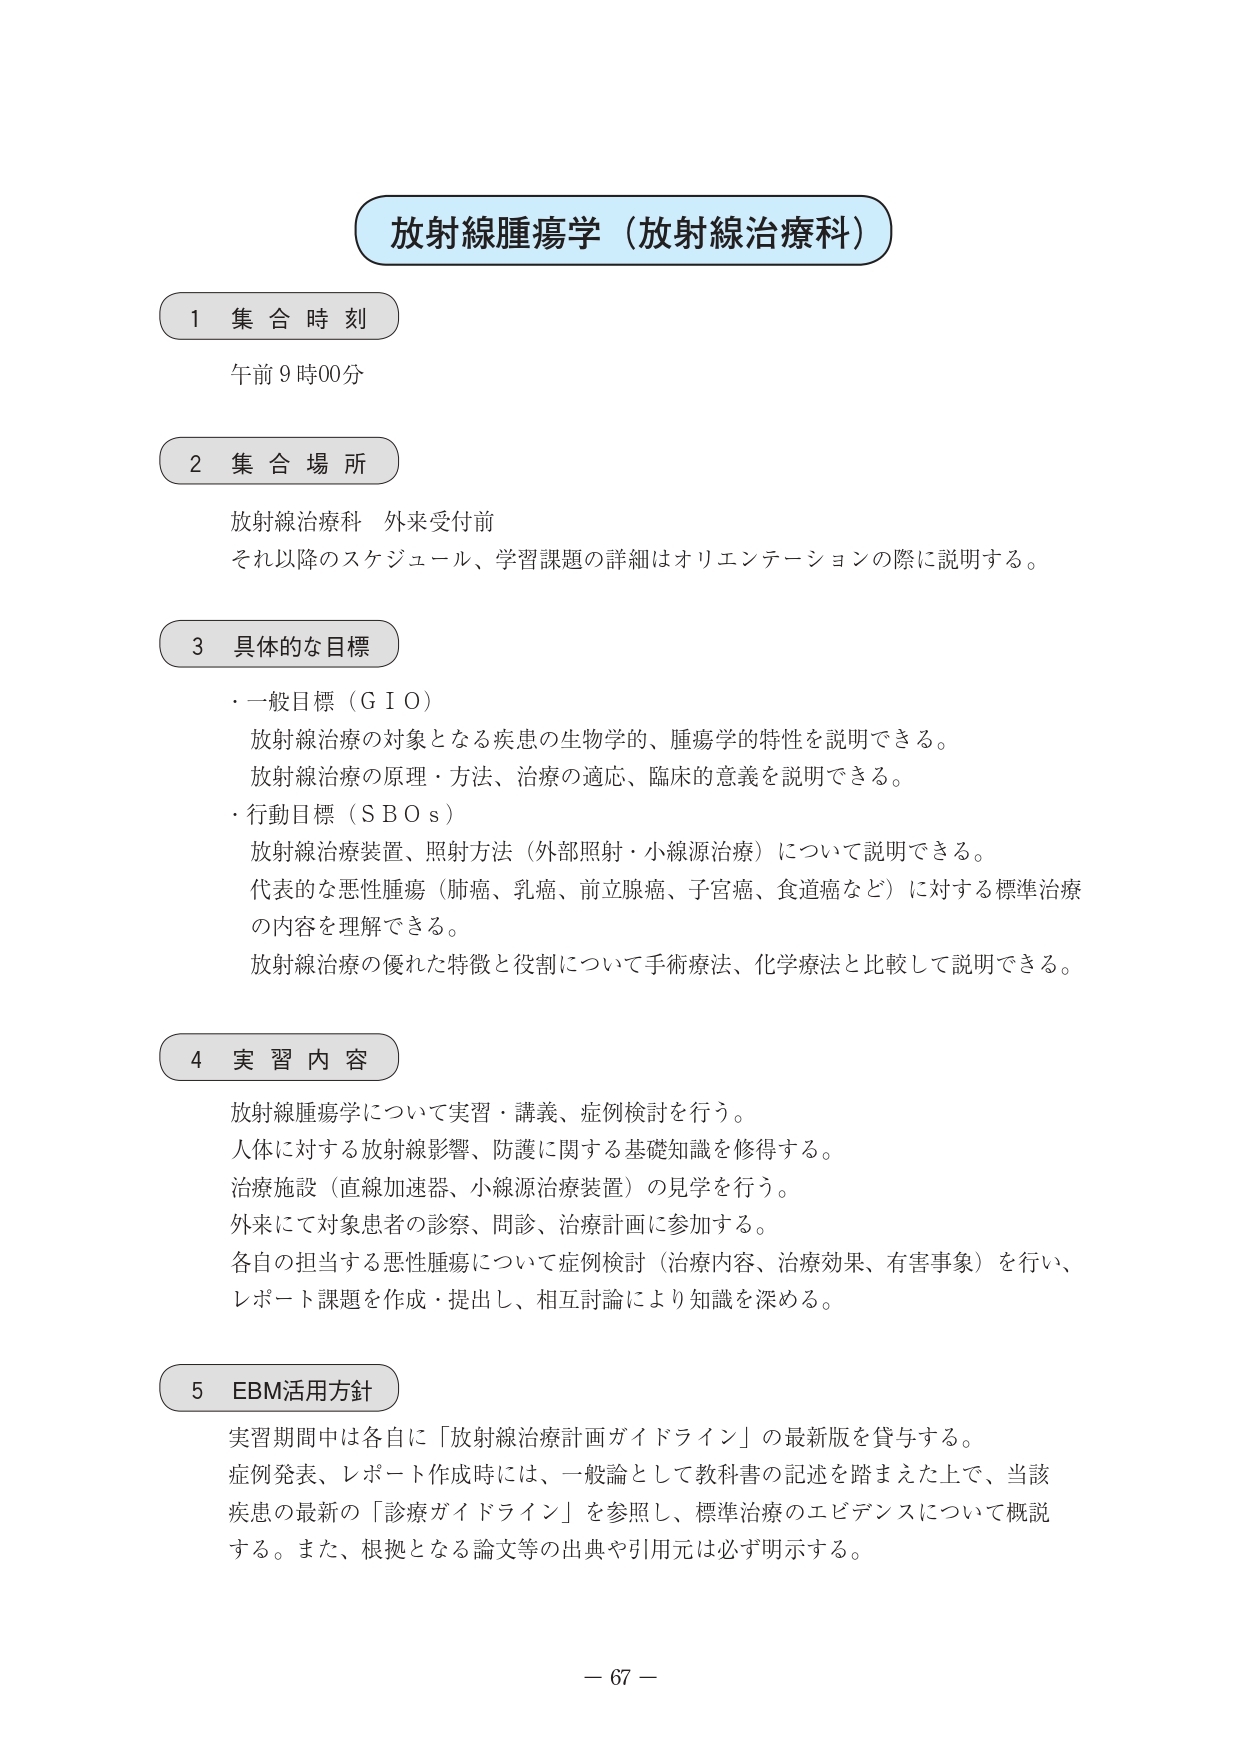 放射線腫瘍学（放射線治療科）
1 集合時刻
午前９時00分
2 集合場所
放射線治療科　外来受付前
それ以降のスケジュール、学習課題の詳細はオリエンテーションの際に説明する。
3 具体的な目標
・一般目標（ＧＩＯ）
放射線治療の対象となる疾患の生物学的、腫瘍学的特性を説明できる。
放射線治療の原理・方法、治療の適応、臨床的意義を説明できる。
・行動目標（ＳＢＯｓ）
放射線治療装置、照射方法（外部照射・小線源治療）について説明できる。
代表的な悪性腫瘍（肺癌、乳癌、前立腺癌、子宮癌、食道癌など）に対する標準治療
の内容を理解できる。
放射線治療の優れた特徴と役割について手術療法、化学療法と比較して説明できる。
4 実習内容
放射線腫瘍学について実習・講義、症例検討を行う。
人体に対する放射線影響、防護に関する基礎知識を修得する。
治療施設（直線加速器、小線源治療装置）の見学を行う。
外来にて対象患者の診察、問診、治療計画に参加する。
各自の担当する悪性腫瘍について症例検討（治療内容、治療効果、有害事象）を行い、
レポート課題を作成・提出し、相互討論により知識を深める。
5 EBM活用方針
実習期間中は各自に「放射線治療計画ガイドライン」の最新版を貸与する。
症例発表、レポート作成時には、一般論として教科書の記述を踏まえた上で、当該
疾患の最新の「診療ガイドライン」を参照し、標準治療のエビデンスについて概説
する。また、根拠となる論文等の出典や引用元は必ず明示する。
― 67 ―